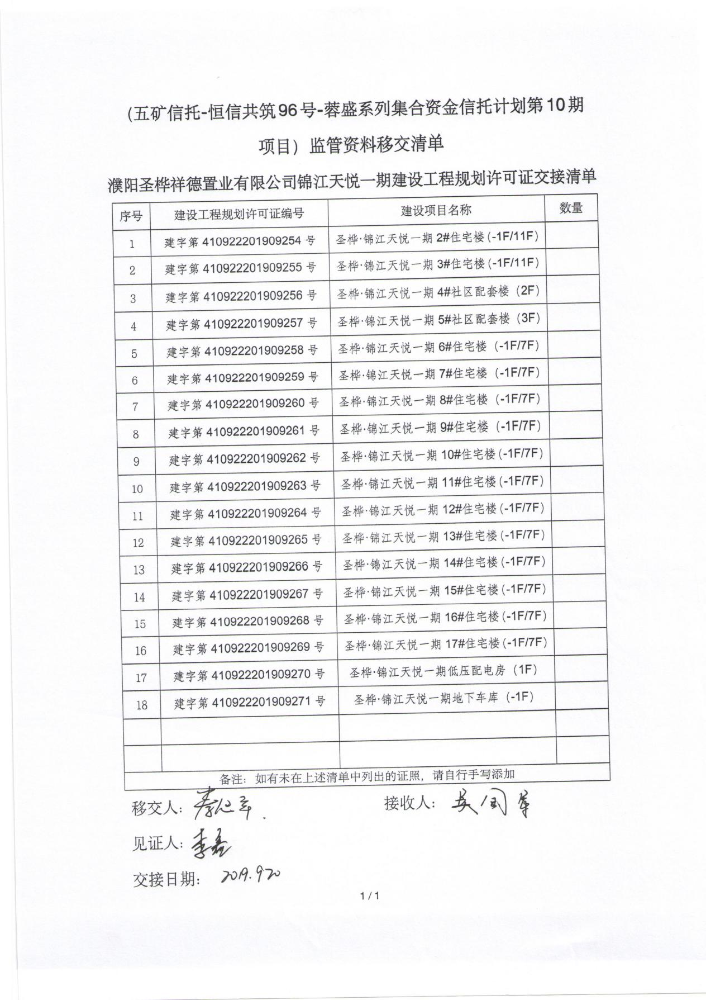 (五矿信托-恒信共筑96号-蓉盛系列集合资金信托计划第10期
项目）监管资料移交清单
濮阳圣桦祥德置业有限公司锦江天悦一期建设工程规划许可证交接清单
序号 建设工程规划许可证编号 建设项目名称 数量
1 建字第 410922201909254 号 圣桦·锦江天悦一期 2#住宅楼(-1F/11F)
2 建字第 410922201909255 号 圣桦·锦江天悦一期 3#住宅楼(-1F/11F)
3 建字第 410922201909256 号 圣桦·锦江天悦一期 4#社区配套楼（2F)
4 建字第 410922201909257 号 圣桦·锦江天悦一期 5#社区配套楼（3F)
5 建字第 410922201909258 号 圣桦·锦江天悦一期 6#住宅楼（-1F/7F)
6 建字第 410922201909259 号 圣桦·锦江天悦一期 7#住宅楼（-1F/7F)
7 建字第 410922201909260 号 圣桦·锦江天悦一期 8#住宅楼（-1F/7F)
8 建字第 410922201909261 号 圣桦·锦江天悦一期 9#住宅楼（-1F/7F)
9 建字第 410922201909262 号 圣桦·锦江天悦一期 10#住宅楼(-1F/7F)
10 建字第 410922201909263 号 圣桦·锦江天悦一期 11#住宅楼(-1F/7F)
11 建字第 410922201909264 号 圣桦·锦江天悦一期 12#住宅楼(-1F/7F)
12 建字第 410922201909265 号 圣桦·锦江天悦一期 13#住宅楼(-1F/7F)
13 建字第 410922201909266 号 圣桦·锦江天悦一期 14#住宅楼(-1F/7F)
14 建字第 410922201909267 号 圣桦·锦江天悦一期 15#住宅楼(-1F/7F)
15 建字第 410922201909268 号 圣桦·锦江天悦一期 16#住宅楼(-1F/7F)
16 建字第 410922201909269 号 圣桦·锦江天悦一期 17#住宅楼(-1F/7F)
17 建字第 410922201909270 号 圣桦·锦江天悦一期低压配电房（1F)
18 建字第 410922201909271 号 圣桦·锦江天悦一期地下车库（-1F)
备注：如有未在上述清单中列出的证照，请自行手写添加
移交人： 接收人： 吴国军
见证人： 李磊
交接日期： 2019.9.20
1 / 1